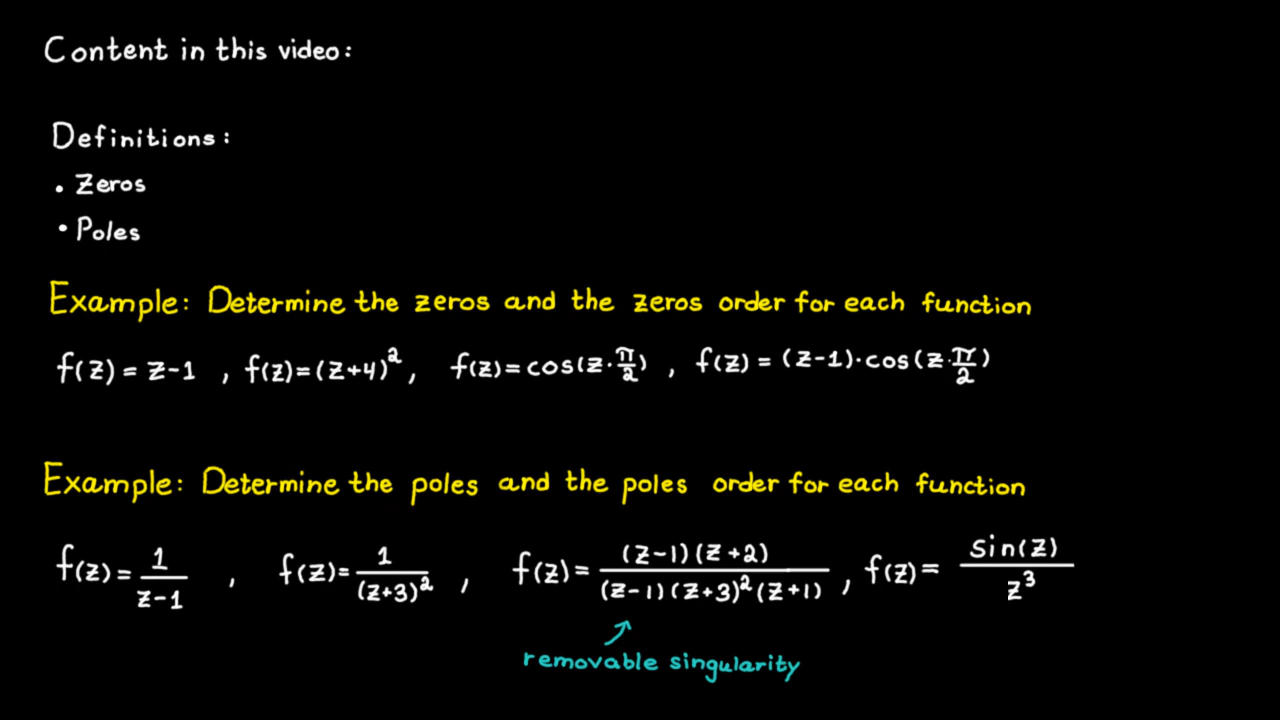 Content in this video:
Definitions:
• Zeros
• Poles
Example: Determine the zeros and the zeros order for each function
f(z) = z-1 , f(z)=(z+4)², f(z)=cos(z·π/2) , f(z) = (z-1)·cos(z·π/2)
Example: Determine the poles and the poles order for each function
f(z)= 1/(z-1) , f(z)= 1/(z+3)² , f(z)= (z-1)(z+2)/(z-1)(z+3)²(z+1) , f(z)= sin(z)/z³
removable singularity